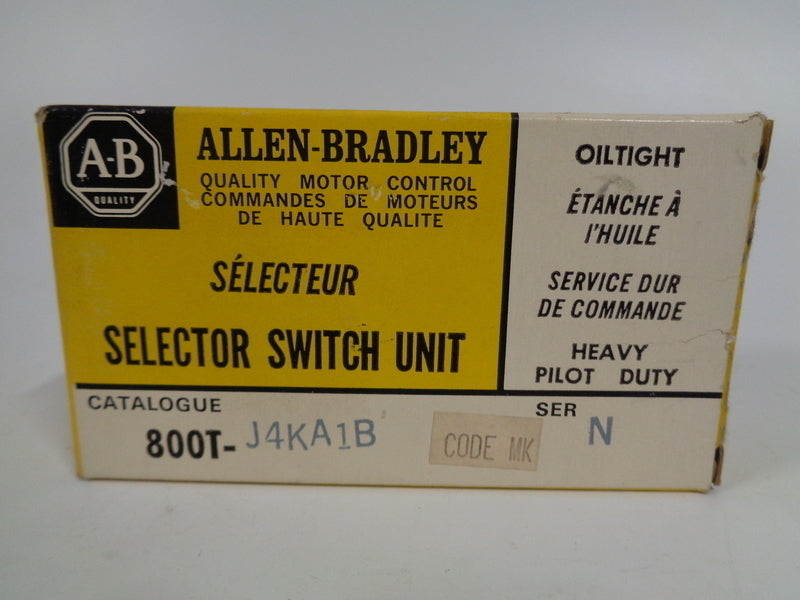 A-B
QUALITY
ALLEN-BRADLEY
QUALITY MOTOR CONTROL
COMMANDES DE MOTEURS
DE HAUTE QUALITE
SÉLECTEUR
SELECTOR SWITCH UNIT
OILTIGHT
ÉTANCHE À
l'HUILE
SERVICE DUR
DE COMMANDE
HEAVY
PILOT DUTY
CATALOGUE
800T-J4KA1B
CODE MK
SER
N